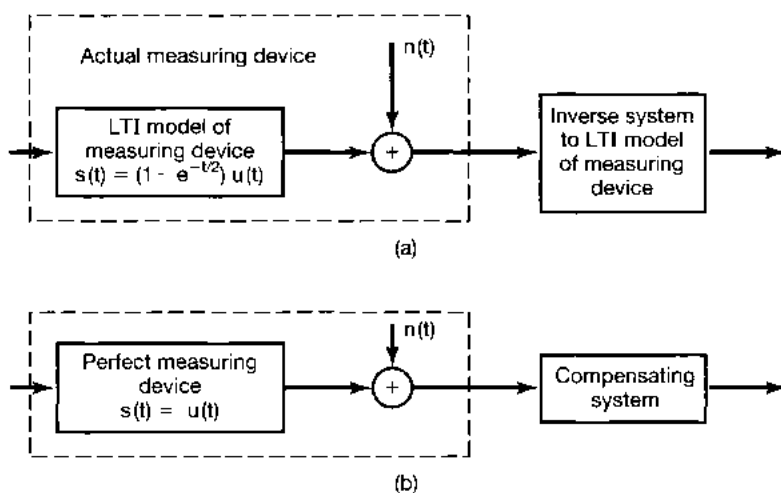 Actual measuring device
n(t)
LTI model of
measuring device
s(t) = (1 - e^{-t/2}) u(t)
+
Inverse system
to LTI model
of measuring
device
(a)
n(t)
Perfect measuring
device
s(t) = u(t)
+
Compensating
system
(b)